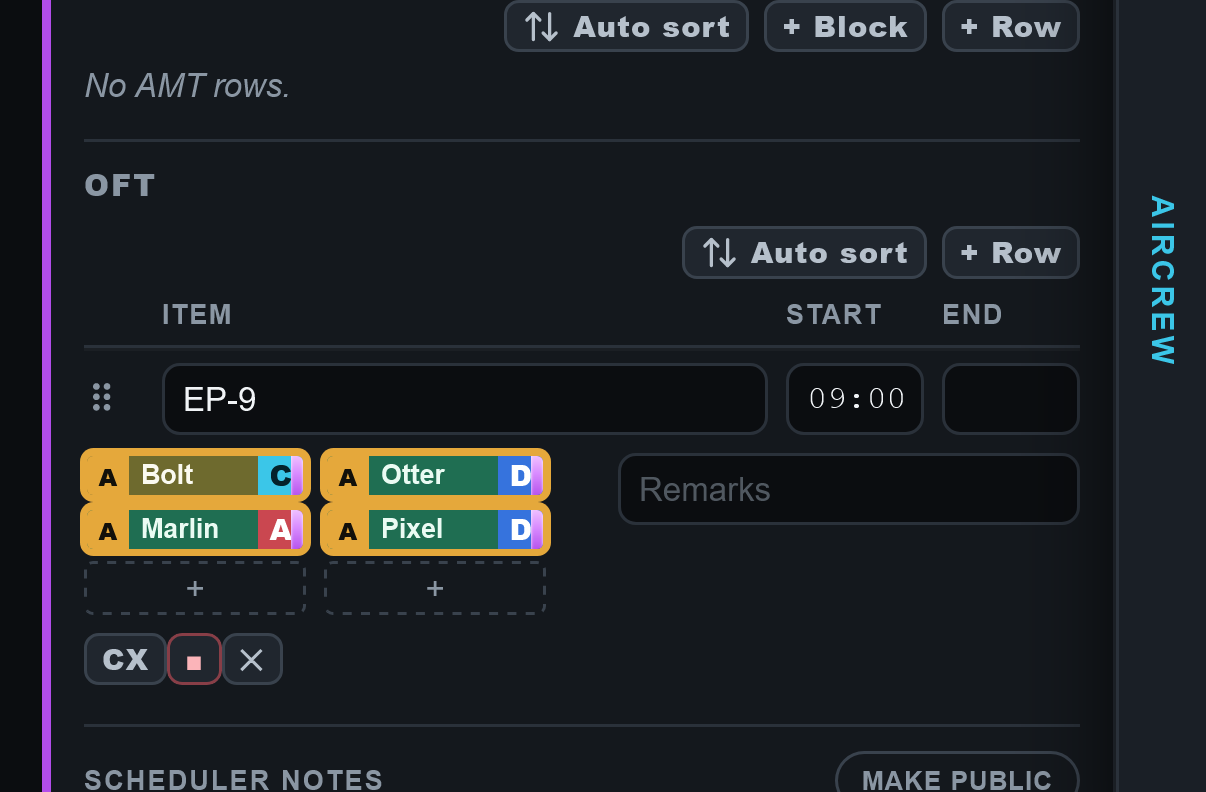 Auto sort + Block + Row
No AMT rows.
OFT
Auto sort + Row
ITEM START END
EP-9 09:00
A Bolt C A Otter D Remarks
A Marlin A A Pixel D
+ +
CX
SCHEDULER NOTES MAKE PUBLIC
AIRCREW